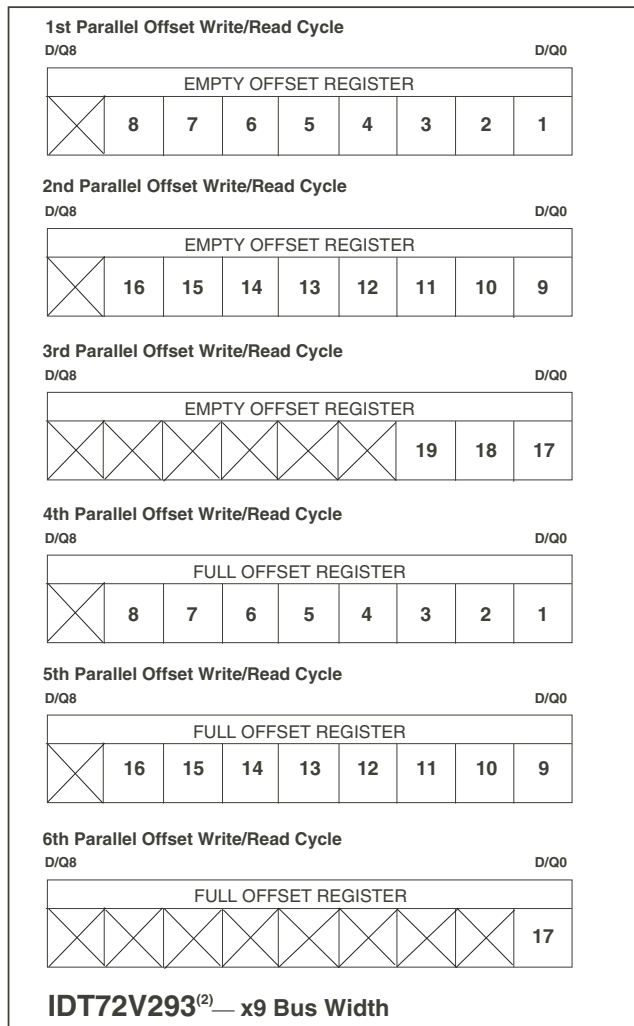 1st Parallel Offset Write/Read Cycle
D/Q8 D/Q0
EMPTY OFFSET REGISTER
8 7 6 5 4 3 2 1
2nd Parallel Offset Write/Read Cycle
D/Q8 D/Q0
EMPTY OFFSET REGISTER
16 15 14 13 12 11 10 9
3rd Parallel Offset Write/Read Cycle
D/Q8 D/Q0
EMPTY OFFSET REGISTER
19 18 17
4th Parallel Offset Write/Read Cycle
D/Q8 D/Q0
FULL OFFSET REGISTER
8 7 6 5 4 3 2 1
5th Parallel Offset Write/Read Cycle
D/Q8 D/Q0
FULL OFFSET REGISTER
16 15 14 13 12 11 10 9
6th Parallel Offset Write/Read Cycle
D/Q8 D/Q0
FULL OFFSET REGISTER
17
IDT72V293(2)— x9 Bus Width